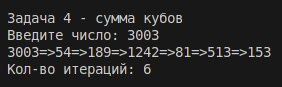 Задача 4 - сумма кубов
Введите число: 3003
3003=>54=>189=>1242=>81=>513=>153
Кол-во итераций: 6